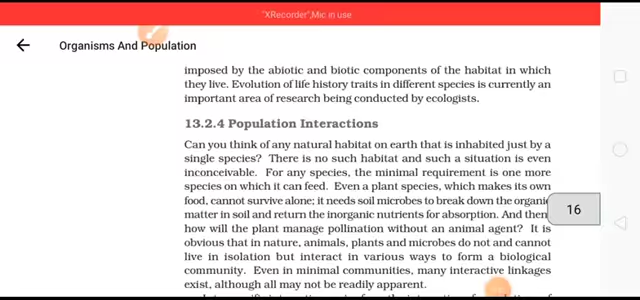 "XRecorder",Mic in use
Organisms And Population
imposed by the abiotic and biotic components of the habitat in which
they live. Evolution of life history traits in different species is currently an
important area of research being conducted by ecologists.
13.2.4 Population Interactions
Can you think of any natural habitat on earth that is inhabited just by a
single species? There is no such habitat and such a situation is even
inconceivable. For any species, the minimal requirement is one more
species on which it can feed. Even a plant species, which makes its own
food, cannot survive alone; it needs soil microbes to break down the organic
matter in soil and return the inorganic nutrients for absorption. And then
16
how will the plant manage pollination without an animal agent? It is
obvious that in nature, animals, plants and microbes do not and cannot
live in isolation but interact in various ways to form a biological
community. Even in minimal communities, many interactive linkages
exist, although all may not be readily apparent.